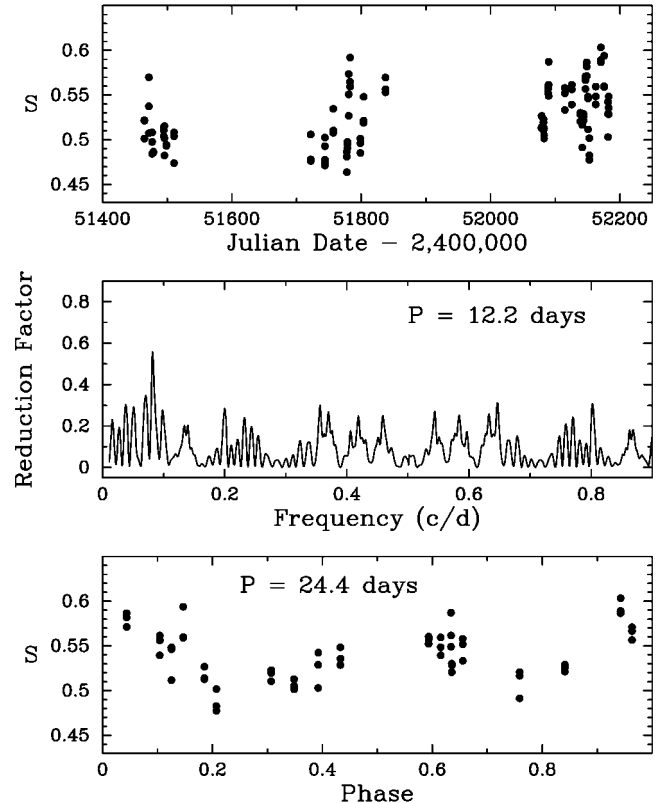 0.6
0.55
S
0.5
0.45
51400 51600 51800 52000 52200
Julian Date − 2,400,000
0.8
P = 12.2 days
0.6
Reduction Factor
0.4
0.2
0
0 0.2 0.4 0.6 0.8
Frequency (c/d)
P = 24.4 days
0.6
0.55
S
0.5
0.45
0 0.2 0.4 0.6 0.8
Phase